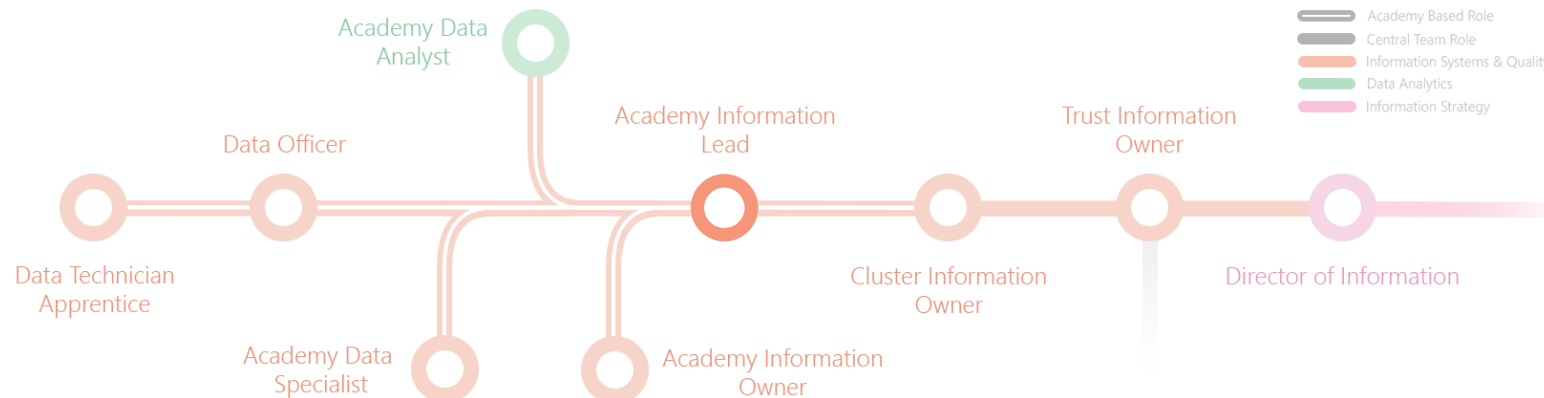 Academy Data
Analyst
Academy Based Role
Central Team Role
Information Systems & Quality
Data Analytics
Information Strategy
Data Officer
Academy Information
Lead
Trust Information
Owner
Data Technician
Apprentice
Cluster Information
Owner
Director of Information
Academy Data
Specialist
Academy Information
Owner